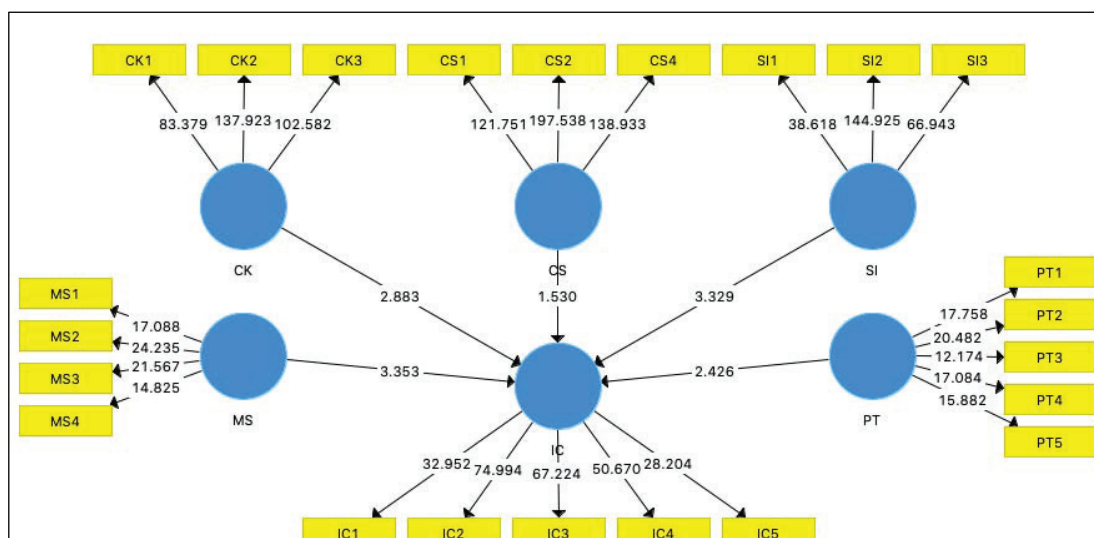 CK1 CK2 CK3 CS1 CS2 CS4 SI1 SI2 SI3
83.379 137.923 102.582 121.751 197.538 138.933 38.618 144.925 66.943
CK CS SI
MS1 PT1
2.883 1.530 3.329
17.088 17.758
MS2 PT2
24.235 20.482
MS3 PT3
21.567 12.174
3.353 2.426
MS4 PT4
14.825 17.084
15.882
MS IC PT
PT5
32.952 74.994 67.224 50.670 28.204
IC1 IC2 IC3 IC4 IC5